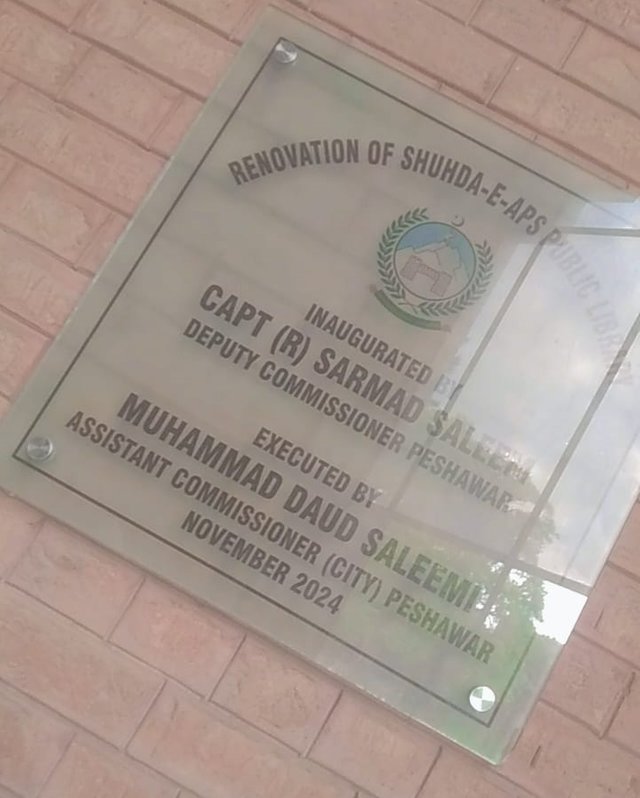 RENOVATION OF SHUHDA-E-APS PUBLIC LIBRARY
INAUGURATED BY
CAPT (R) SARMAD SALEEM
DEPUTY COMMISSIONER PESHAWAR
EXECUTED BY
MUHAMMAD DAUD SALEEMI
ASSISTANT COMMISSIONER (CITY) PESHAWAR
NOVEMBER 2024